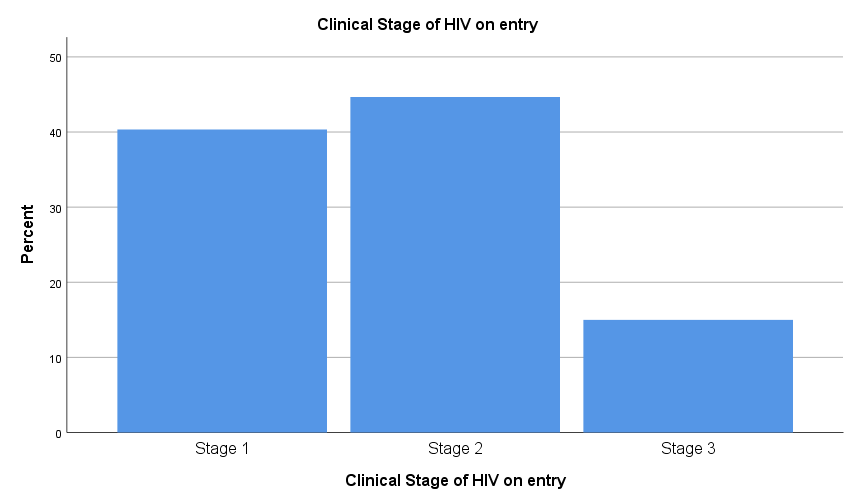 Clinical Stage of HIV on entry
50
40
30
20
10
0
Percent
Stage 1
Stage 2
Stage 3
Clinical Stage of HIV on entry